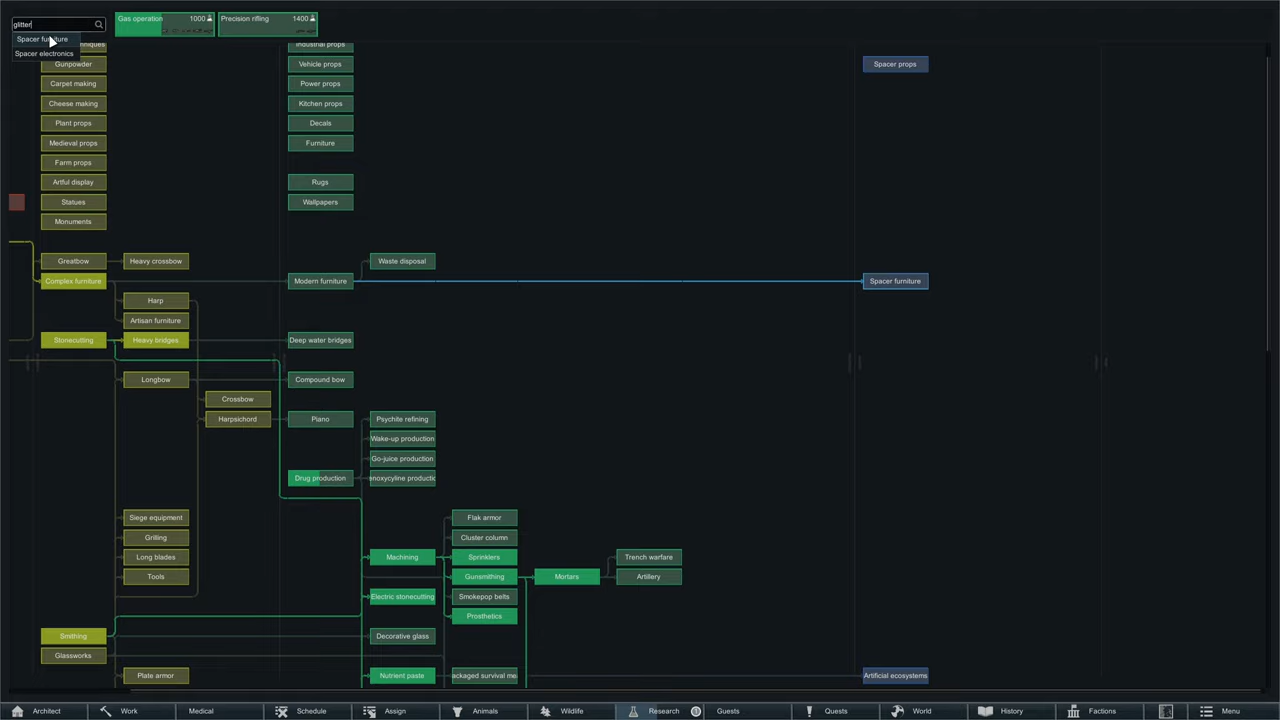 glitter
Gas operation 1000
Precision rifling 1400
Spacer furniture
Spacer electronics
Industrial props
Gunpowder
Vehicle props
Spacer props
Carpet making
Power props
Cheese making
Kitchen props
Plant props
Decals
Medieval props
Furniture
Farm props
Artful display
Rugs
Statues
Wallpapers
Monuments
Greatbow
Heavy crossbow
Waste disposal
Complex furniture
Modern furniture
Spacer furniture
Harp
Artisan furniture
Stonecutting
Heavy bridges
Deep water bridges
Longbow
Compound bow
Crossbow
Harpsichord
Piano
Psychite refining
Wake-up production
Go-juice production
Drug production
enoxycyline productio
Siege equipment
Flak armor
Grilling
Cluster column
Long blades
Machining
Sprinklers
Trench warfare
Tools
Gunsmithing
Mortars
Artillery
Electric stonecutting
Smokepop belts
Prosthetics
Smithing
Decorative glass
Glassworks
Plate armor
Nutrient paste
ackaged survival me
Artificial ecosystems
Architect
Work
Medical
Schedule
Assign
Animals
Wildlife
Research
Guests
Quests
World
History
Factions
Menu